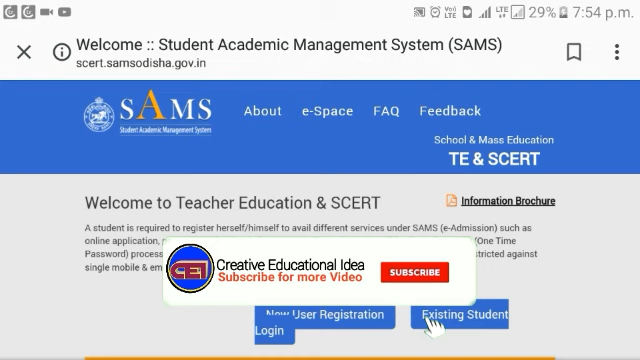 29% 7:54 p.m.
Welcome :: Student Academic Management System (SAMS)
scert.samsodisha.gov.in
SAMS
Student Academic Management System
About e-Space FAQ Feedback
School & Mass Education
TE & SCERT
Welcome to Teacher Education & SCERT
Information Brochure
A student is required to register herself/himself to avail different services under SAMS (e-Admission) such as
online application, (One Time
Password) process stricted against
single mobile & em
CEI
Creative Educational Idea
Subscribe for more Video
SUBSCRIBE
New User Registration
Existing Student
Login